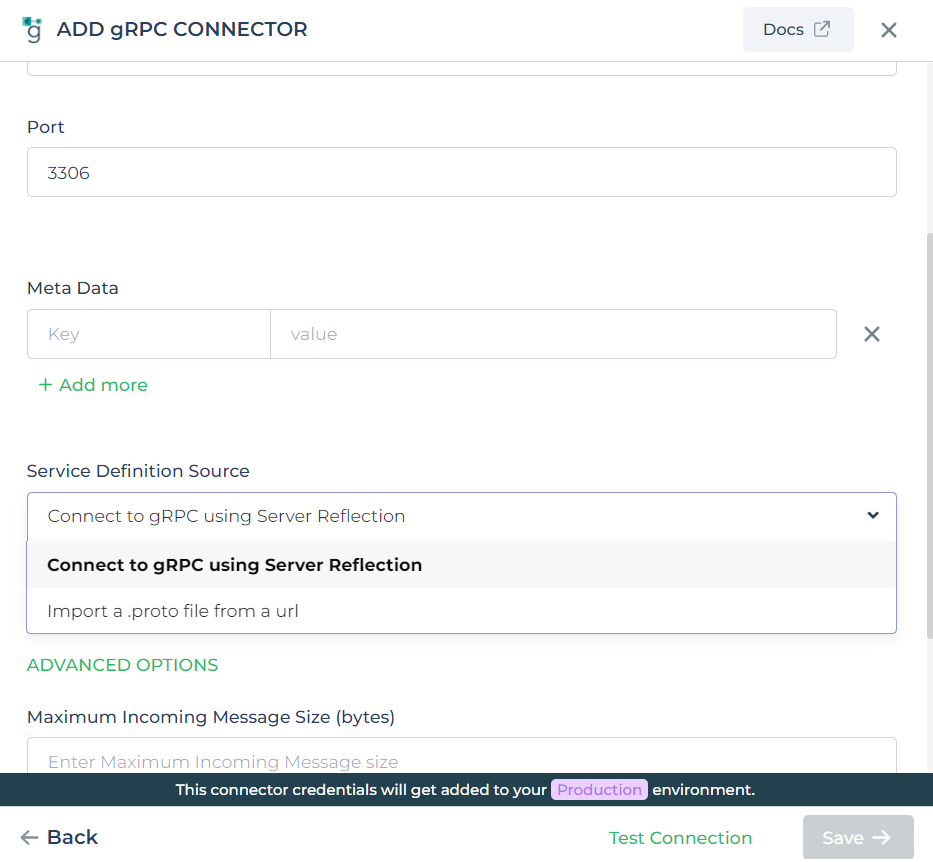 ADD gRPC CONNECTOR
Docs
Port
3306
Meta Data
Key value
+ Add more
Service Definition Source
Connect to gRPC using Server Reflection
Connect to gRPC using Server Reflection
Import a .proto file from a url
ADVANCED OPTIONS
Maximum Incoming Message Size (bytes)
Enter Maximum Incoming Message size
This connector credentials will get added to your Production environment.
Back
Test Connection
Save